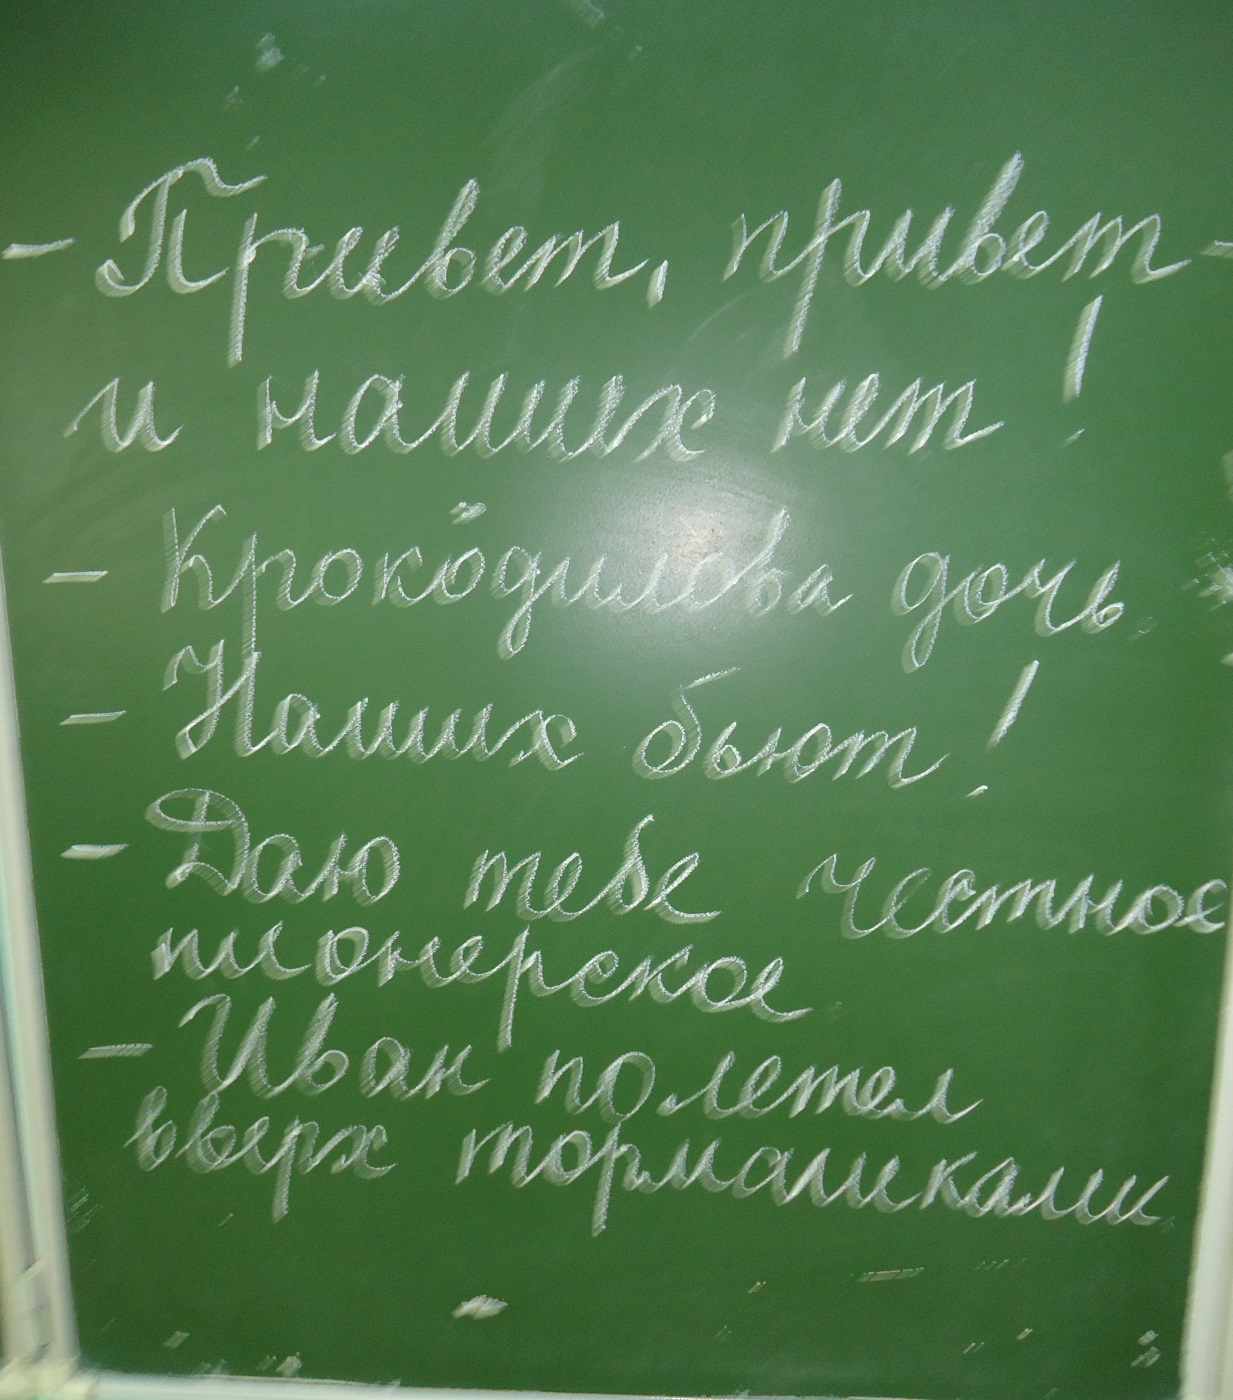 - Привет, привет -
и наших нет!
- Крокодилова дочь
- Наших бьют!
- Даю тебе честное
пионерское
- Иван полетел
вверх тормашками